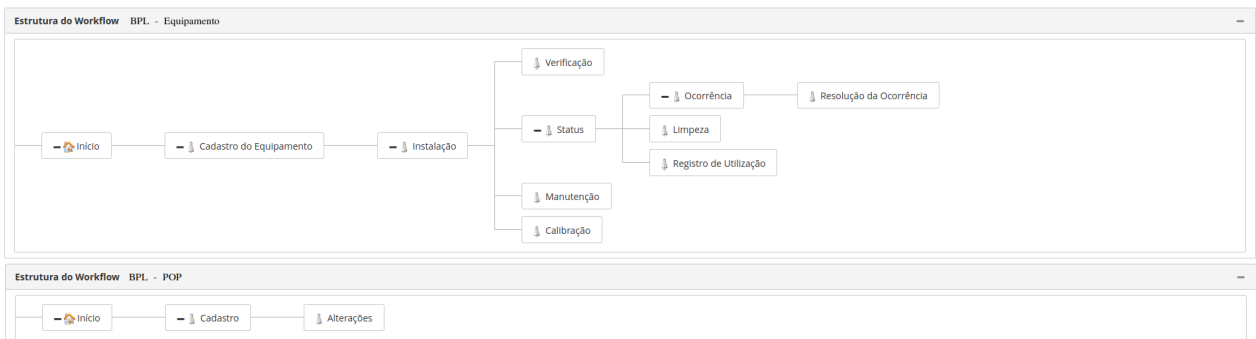 Estrutura do Workflow BPL - Equipamento
Verificação
Ocorrência
Resolução da Ocorrência
Status
Limpeza
Início
Cadastro do Equipamento
Instalação
Registro de Utilização
Manutenção
Calibração
Estrutura do Workflow BPL - POP
Início
Cadastro
Alterações